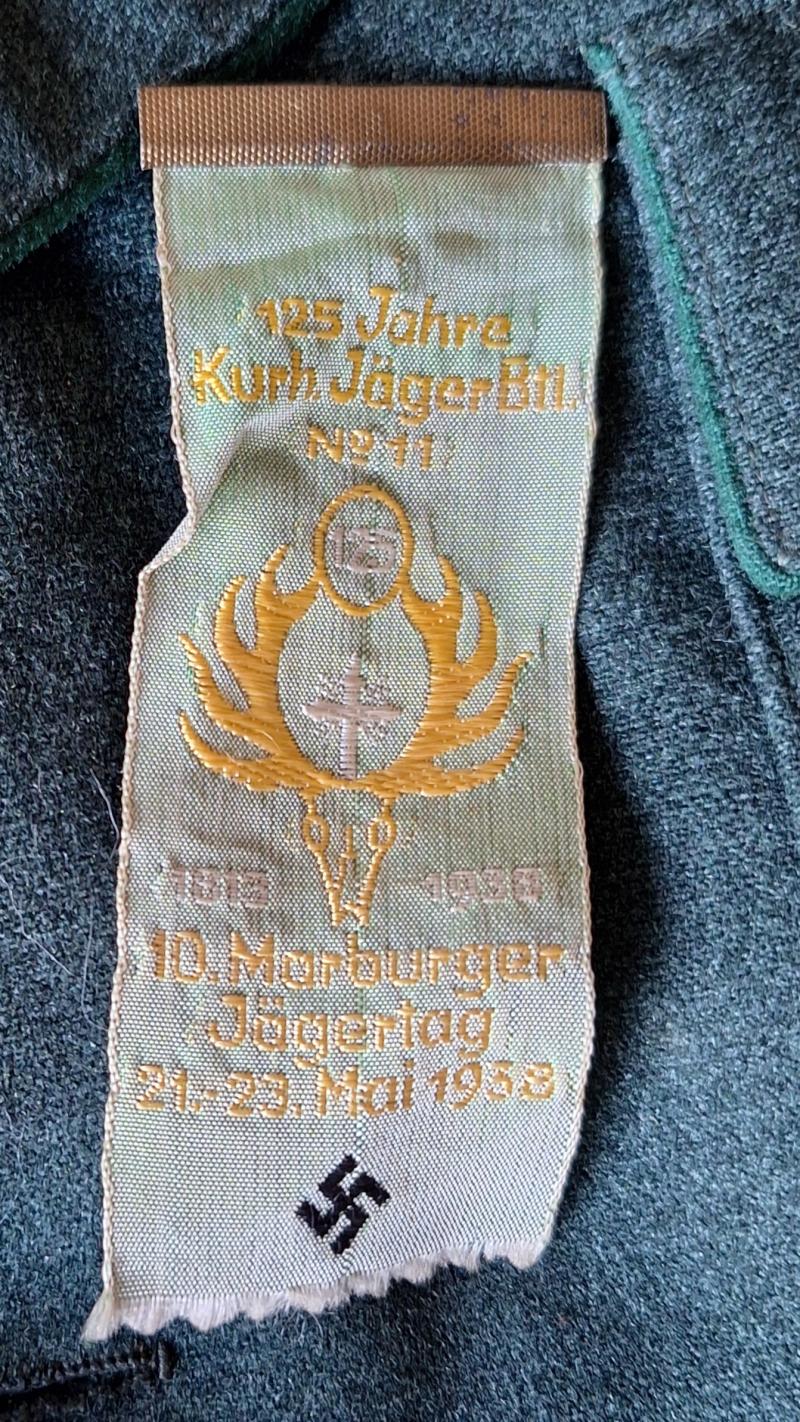 125 Jahre
Kurh. Jäger Btl.
No 11
125
1813 1938
10. Marburger
Jägertag
21.-23. Mai 1938